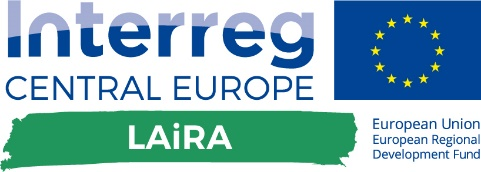 Interreg
CENTRAL EUROPE
LAiRA
European Union
European Regional
Development Fund